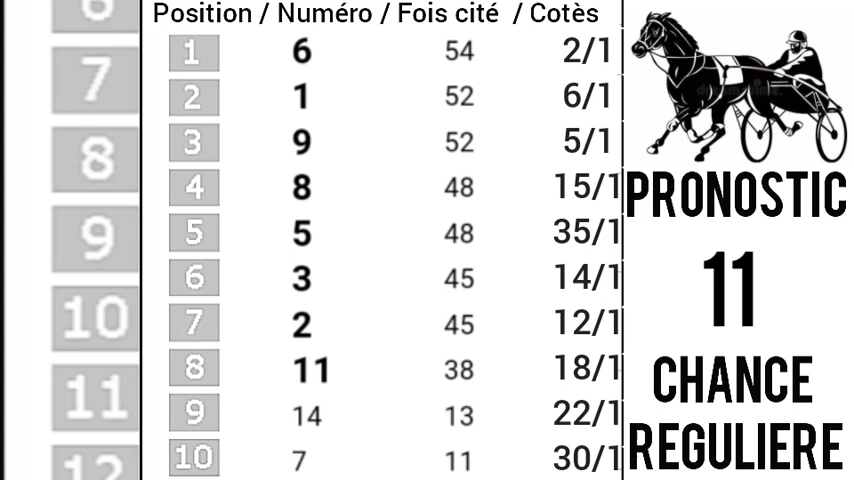 Position / Numéro / Fois cité / Cotès
1 6 54 2/1
2 1 52 6/1
3 9 52 5/1
4 8 48 15/1
5 5 48 35/1
6 3 45 14/1
7 2 45 12/1
8 11 38 18/1
9 14 13 22/1
10 7 11 30/1
6
7
8
9
10
11
12
PRONOSTIC
11
CHANCE
REGULIERE